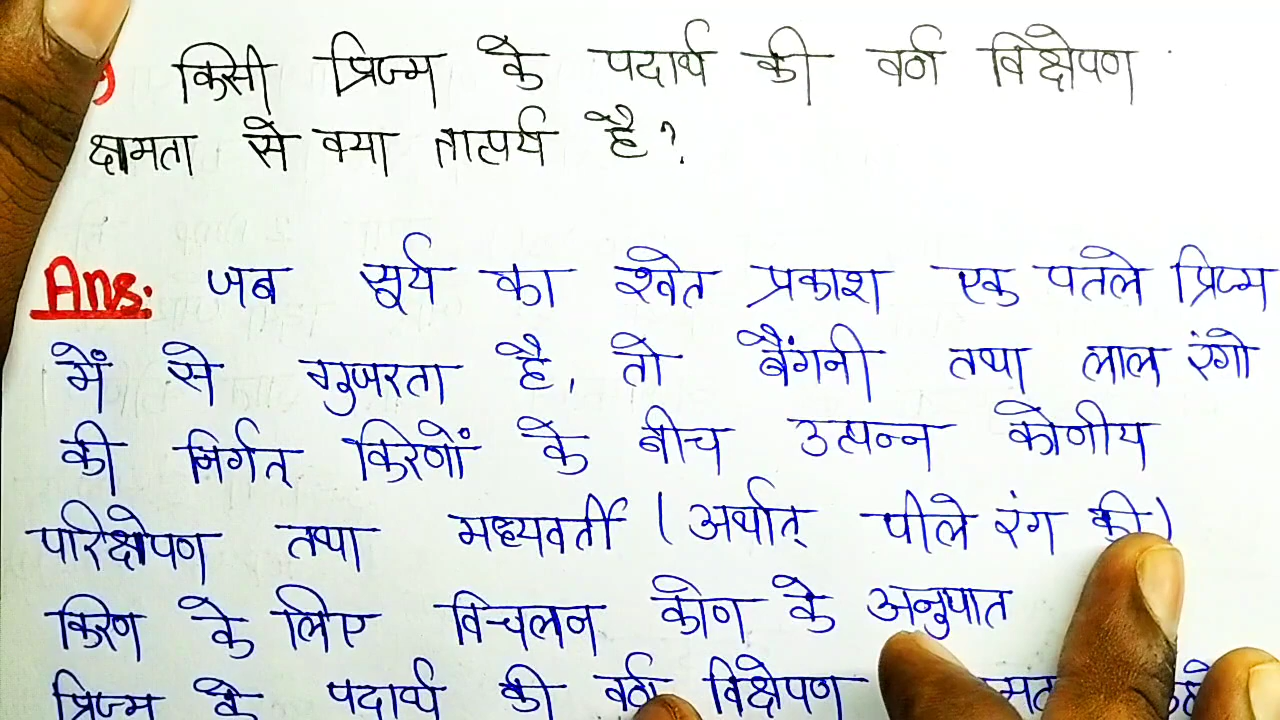 किसी प्रिज्म के पदार्थ की वर्ण विक्षेपण
क्षमता से क्या तात्पर्य है?
Ans: जब सूर्य का श्वेत प्रकाश एक पतले प्रिज्म
में से गुजरता है, तो बैंगनी तथा लाल रंगो
की निर्गत् किरणों के बीच उत्पन्न कोणीय
परिक्षेपण तथा मध्यवर्ती (अर्थात् पीले रंग की)
किरण के लिए विचलन कोण के अनुपात
प्रिज्म के पदार्थ की वर्ण विक्षेपण